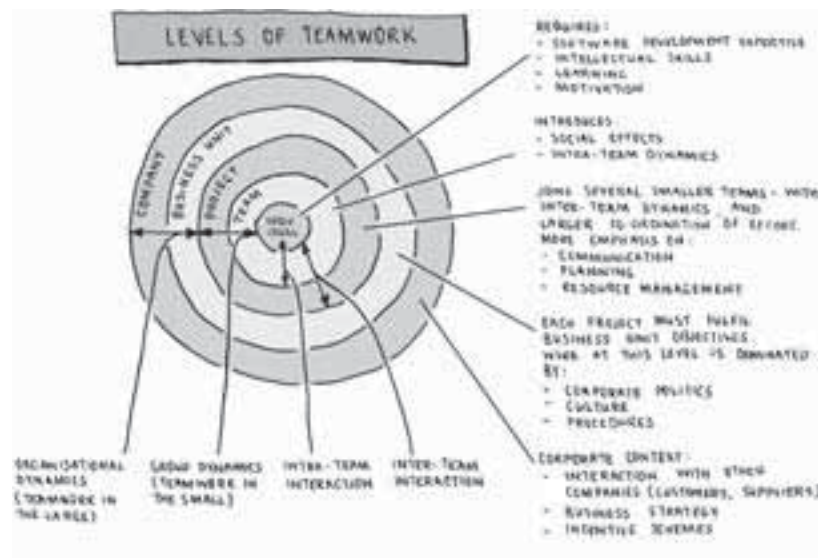 LEVELS OF TEAMWORK
REQUIRES:
- SOFTWARE DEVELOPMENT EXPERTISE
- INTELLECTUAL SKILLS
- LEARNING
- MOTIVATION
INTRODUCES:
- SOCIAL EFFECTS
- INTRA-TEAM DYNAMICS
JOINS SEVERAL SMALLER TEAMS - WITH
INTER-TEAM DYNAMICS AND
LARGER CO-ORDINATION OF EFFORT.
MORE EMPHASIS ON:
- COMMUNICATION
- PLANNING
- RESOURCE MANAGEMENT
EACH PROJECT MUST FULFIL
BUSINESS UNIT OBJECTIVES.
WORK AT THIS LEVEL IS DOMINATED
BY:
- CORPORATE POLITICS
- CULTURE
- PROCEDURES
CORPORATE CONTEXT:
- INTERACTION WITH OTHER
COMPANIES (CUSTOMERS, SUPPLIERS)
- BUSINESS STRATEGY
- INCENTIVE SCHEMES
COMPANY
BUSINESS UNIT
PROJECT
TEAM
ORGANISATIONAL
DYNAMICS
(TEAMWORK IN
THE LARGE)
GROUP DYNAMICS
(TEAMWORK IN
THE SMALL)
INTRA-TEAM
INTERACTION
INTER-TEAM
INTERACTION